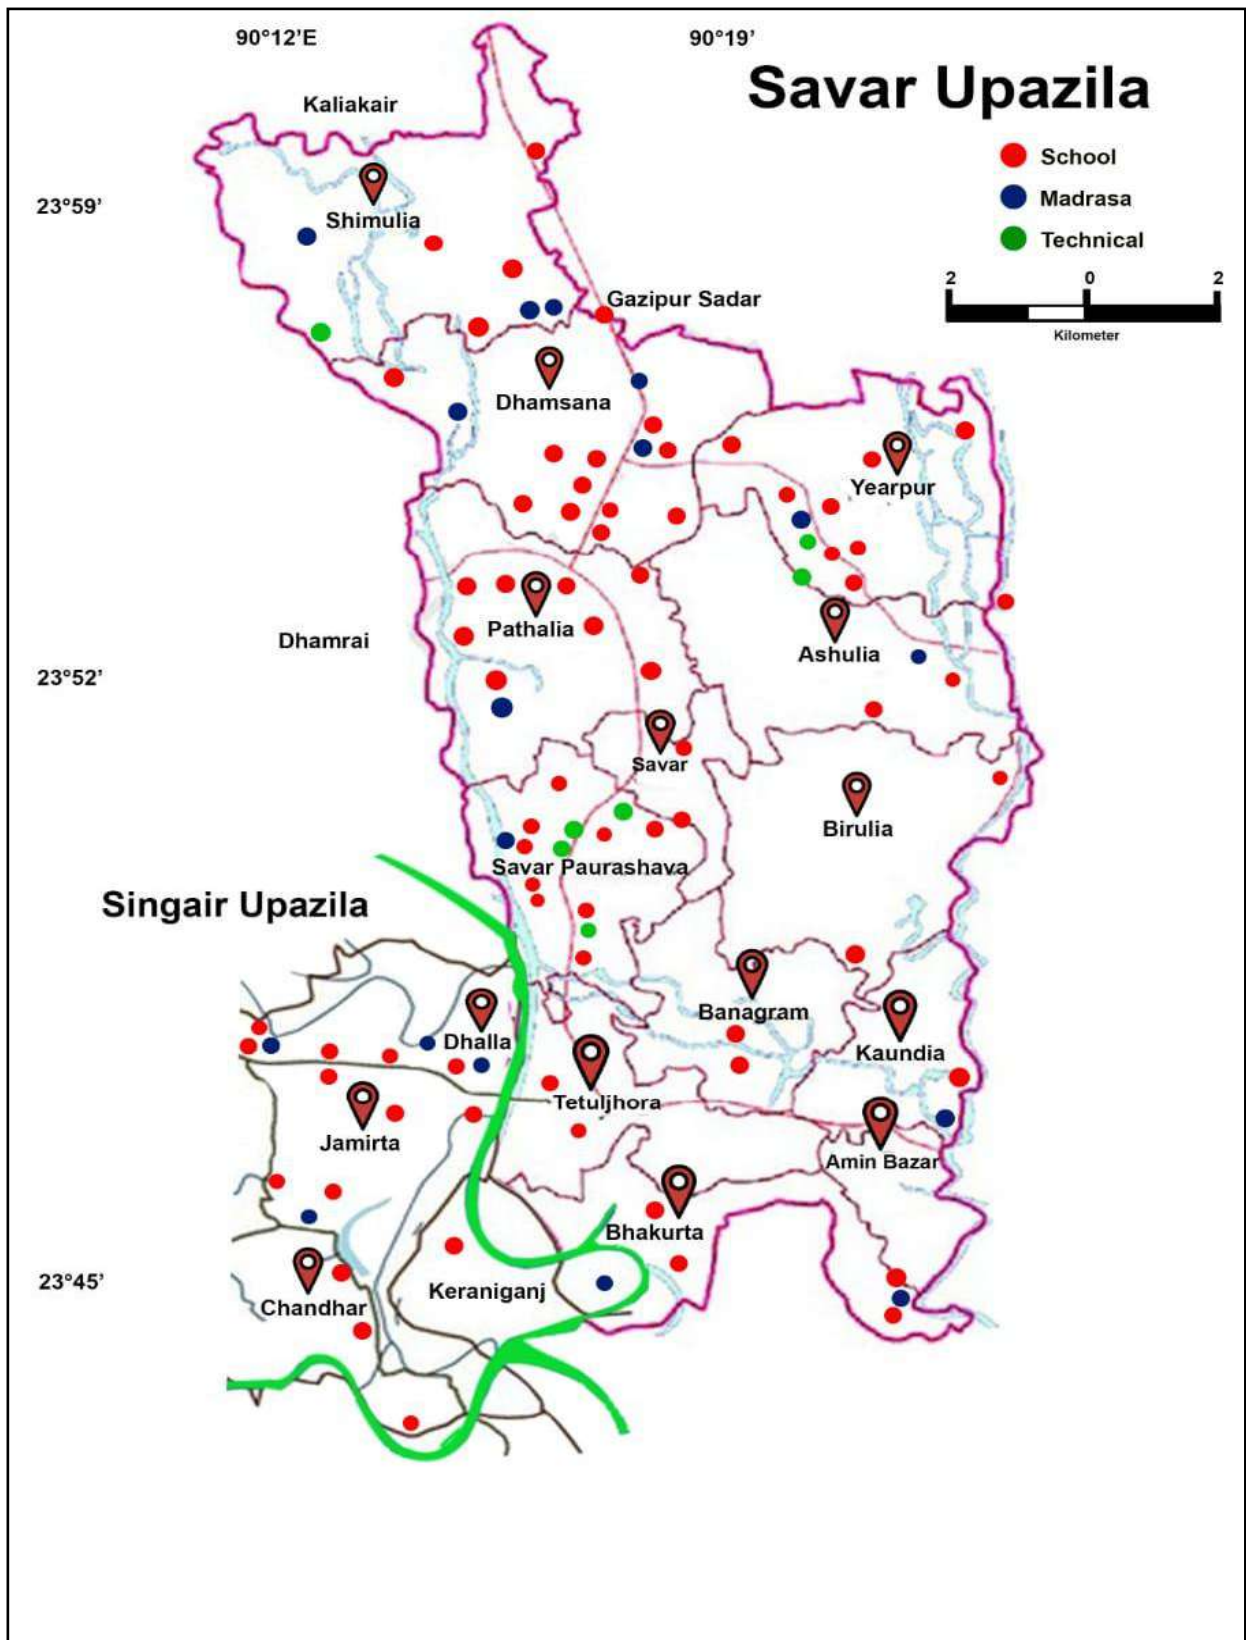 90°12'E
90°19'
Savar Upazila
Kaliakair
School
Madrasa
Technical
23°59'
Shimulia
2 0 2
Kilometer
Gazipur Sadar
Dhamsana
Yearpur
Pathalia
Dhamrai
Ashulia
23°52'
Savar
Birulia
Savar Paurashava
Singair Upazila
Banagram
Dhalla
Kaundia
Tetuljhora
Jamirta
Amin Bazar
Bhakurta
23°45'
Keraniganj
Chandhar